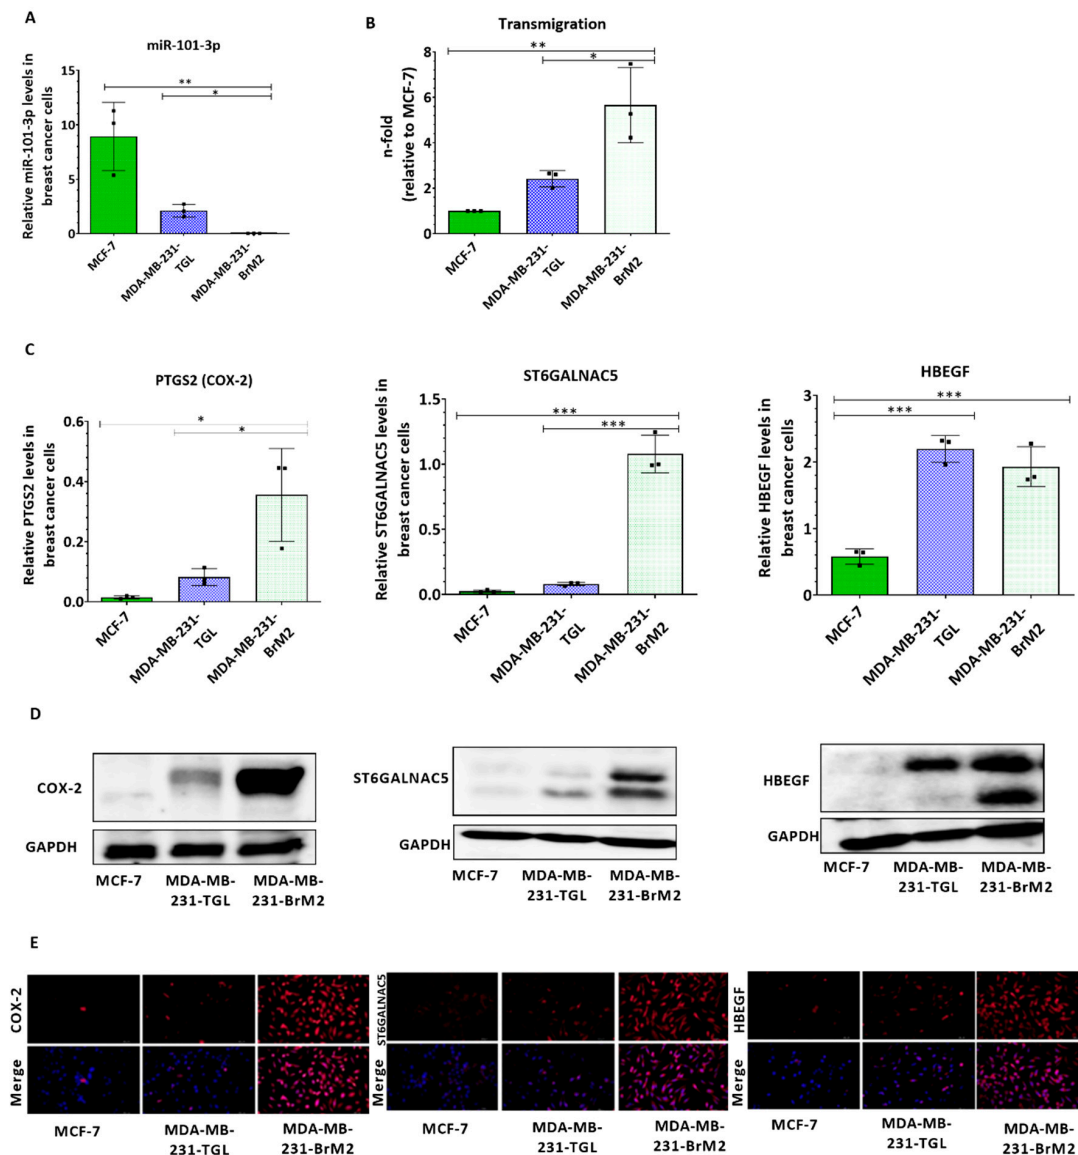 A
miR-101-3p
Relative miR-101-3p levels in
breast cancer cells
15
10
5
0
**
*
MCF-7
MDA-MB-231-
TGL
MDA-MB-231-
BrM2
B
Transmigration
n-fold
(relative to MCF-7)
8
6
4
2
0
**
*
MCF-7
MDA-MB-231-
TGL
MDA-MB-231-
BrM2
C
PTGS2 (COX-2)
Relative PTGS2 levels in
breast cancer cells
0.6
0.4
0.2
0.0
*
*
MCF-7
MDA-MB-231-
TGL
MDA-MB-231-
BrM2
ST6GALNAC5
Relative ST6GALNAC5 levels in
breast cancer cells
1.5
1.0
0.5
0.0
***
***
MCF-7
MDA-MB-231-
TGL
MDA-MB-231-
BrM2
HBEGF
Relative HBEGF levels in
breast cancer cells
3
2
1
0
***
***
MCF-7
MDA-MB-231-
TGL
MDA-MB-231-
BrM2
D
COX-2
GAPDH
MCF-7
MDA-MB-
231-TGL
MDA-MB-
231-BrM2
ST6GALNAC5
GAPDH
MCF-7
MDA-MB-
231-TGL
MDA-MB-
231-BrM2
HBEGF
GAPDH
MCF-7
MDA-MB-
231-TGL
MDA-MB-
231-BrM2
E
COX-2
Merge
MCF-7
MDA-MB-
231-TGL
MDA-MB-
231-BrM2
ST6GALNAC5
Merge
MCF-7
MDA-MB-
231-TGL
MDA-MB-
231-BrM2
HBEGF
Merge
MCF-7
MDA-MB-
231-TGL
MDA-MB-
231-BrM2